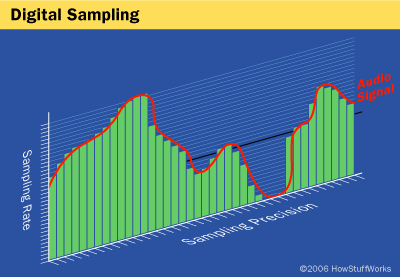 Digital Sampling
Audio
Signal
Sampling Rate
Sampling Precision
©2006 HowStuffWorks